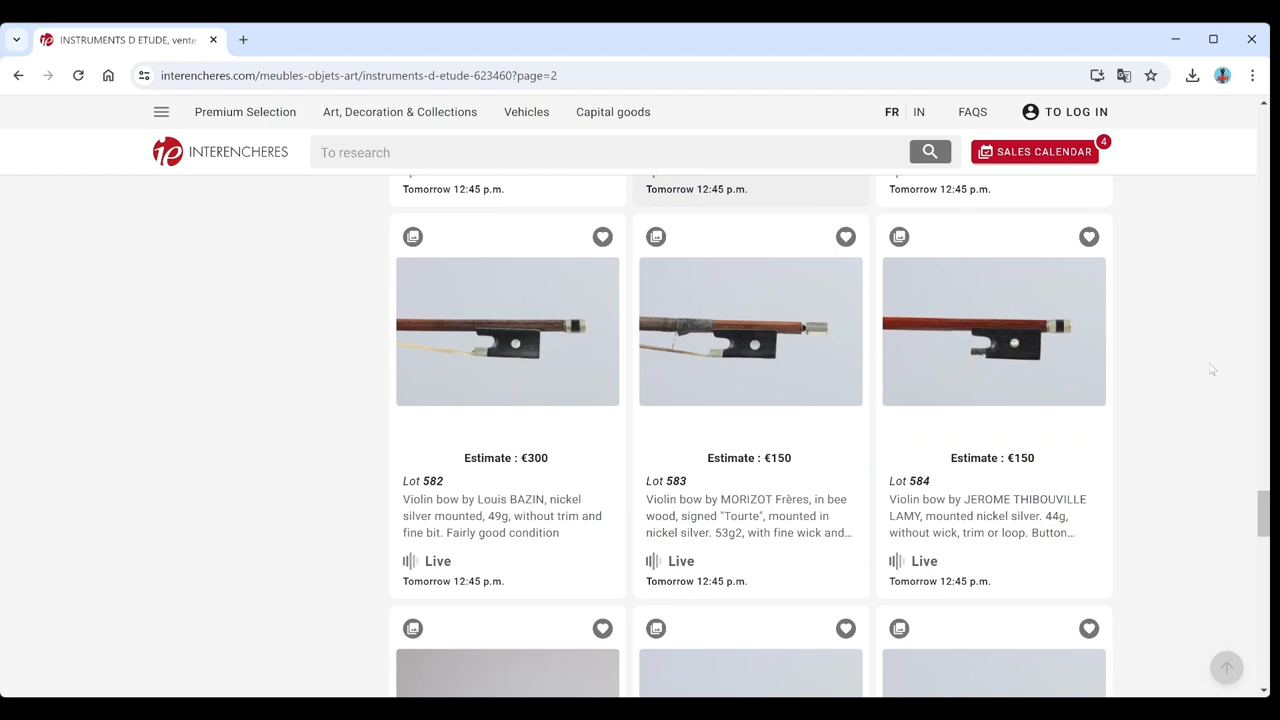 INSTRUMENTS D ETUDE, vente
interencheres.com/meubles-objets-art/instruments-d-etude-623460?page=2
Premium Selection Art, Decoration & Collections Vehicles Capital goods FR IN FAQS TO LOG IN
INTERENCHERES To research SALES CALENDAR 4
Tomorrow 12:45 p.m. Tomorrow 12:45 p.m. Tomorrow 12:45 p.m.
Estimate : €300
Lot 582
Violin bow by Louis BAZIN, nickel
silver mounted, 49g, without trim and
fine bit. Fairly good condition
Live
Tomorrow 12:45 p.m.
Estimate : €150
Lot 583
Violin bow by MORIZOT Frères, in bee
wood, signed "Tourte", mounted in
nickel silver. 53g2, with fine wick and...
Live
Tomorrow 12:45 p.m.
Estimate : €150
Lot 584
Violin bow by JEROME THIBOUVILLE
LAMY, mounted nickel silver. 44g,
without wick, trim or loop. Button...
Live
Tomorrow 12:45 p.m.